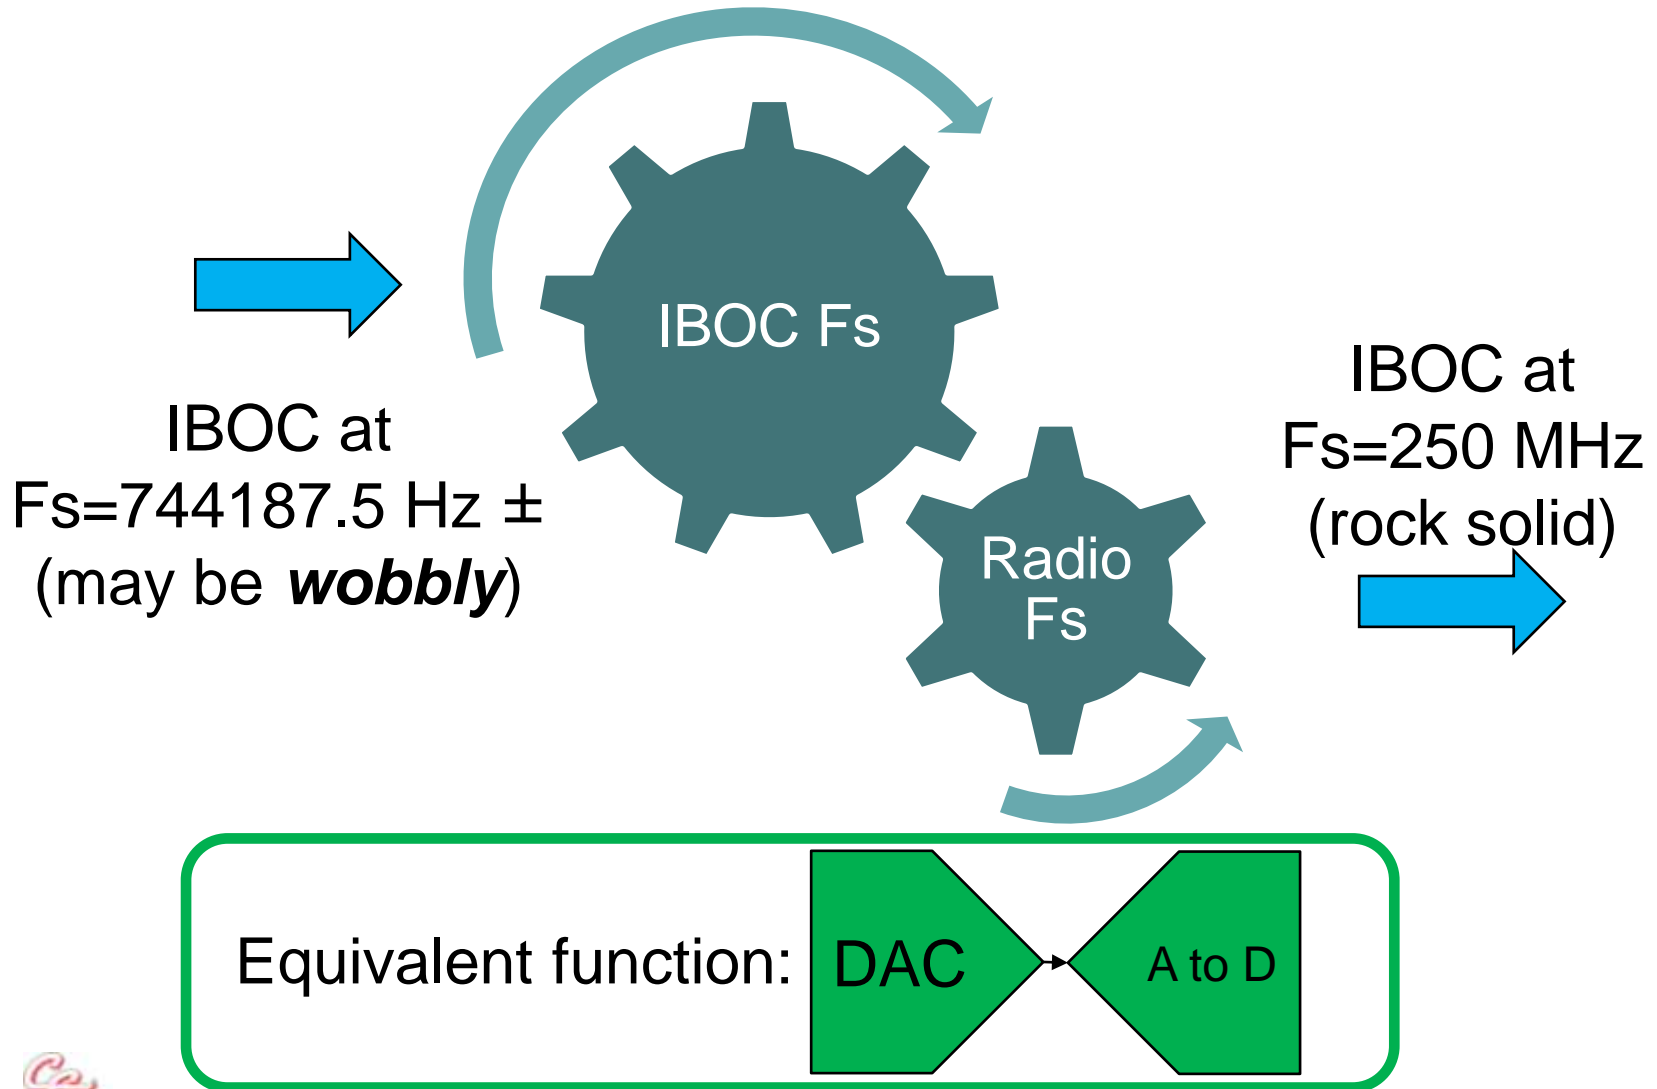 IBOC Fs
IBOC at
Fs=744187.5 Hz ±
(may be wobbly)
Radio
Fs
IBOC at
Fs=250 MHz
(rock solid)
Equivalent function:
DAC
A to D